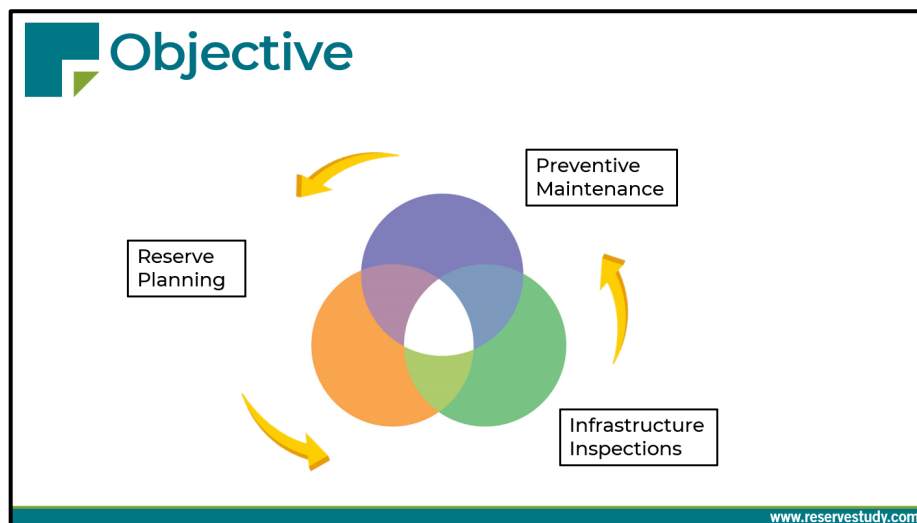 Objective
Preventive
Maintenance
Reserve
Planning
Infrastructure
Inspections
www.reservestudy.com